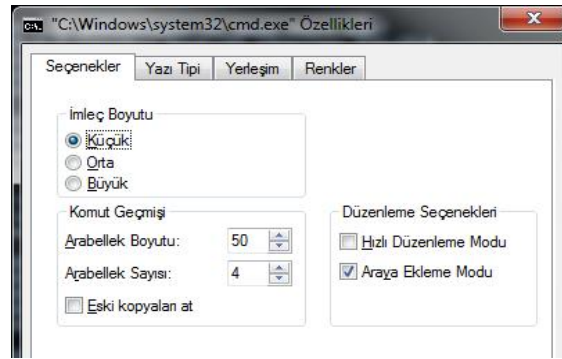 "C:\Windows\system32\cmd.exe" Özellikleri
Seçenekler Yazı Tipi Yerleşim Renkler
İmleç Boyutu
Küçük
Orta
Büyük
Komut Geçmişi
Arabellek Boyutu: 50
Arabellek Sayısı: 4
Eski kopyaları at
Düzenleme Seçenekleri
Hızlı Düzenleme Modu
Araya Ekleme Modu